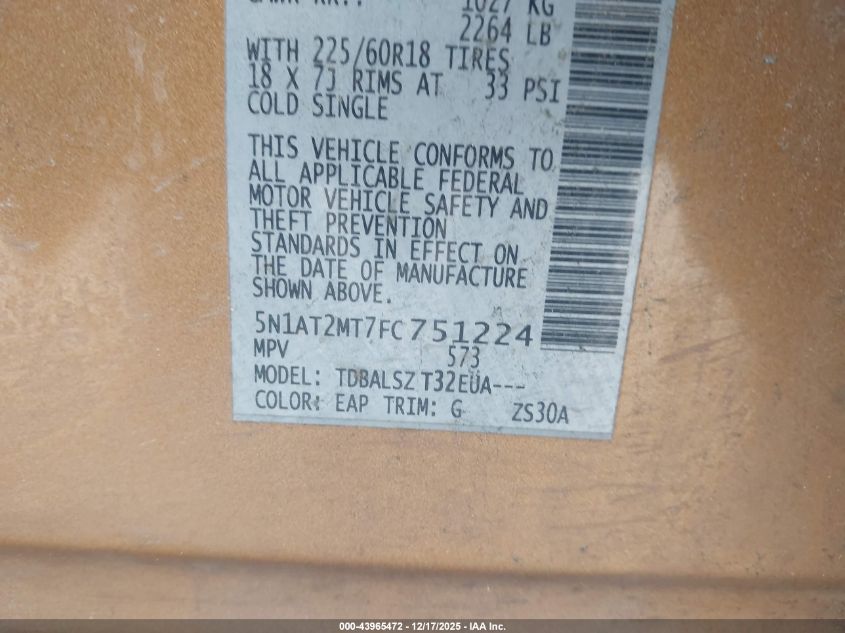 1027 KG
2264 LB
WITH 225/60R18 TIRES
18 X 7J RIMS AT 33 PSI
COLD SINGLE
THIS VEHICLE CONFORMS TO
ALL APPLICABLE FEDERAL
MOTOR VEHICLE SAFETY AND
THEFT PREVENTION
STANDARDS IN EFFECT ON
THE DATE OF MANUFACTURE
SHOWN ABOVE.
5N1AT2MT7FC751224
MPV 573
MODEL: TDBALSZ T32EUA---
COLOR: EAP TRIM: G ZS30A
000-43965472 - 12/17/2025 - IAA Inc.